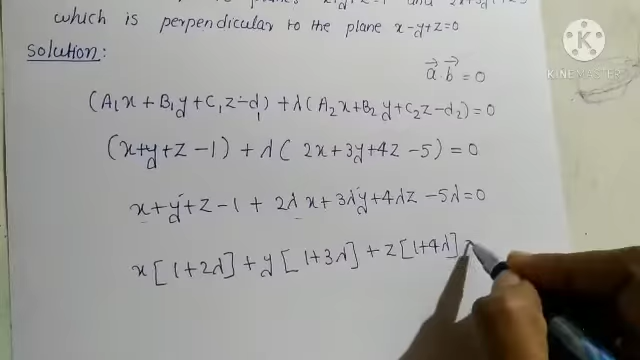 which is perpendicular to the plane x-y+z=0
Solution:
KINEMASTER
a⃗.b⃗ = 0
(A₁x + B₁y + C₁z - d₁) + λ(A₂x + B₂y + C₂z - d₂) = 0
(x+y+z-1) + λ(2x+3y+4z-5) = 0
x+y+z-1 + 2λx + 3λy + 4λz - 5λ = 0
x[1+2λ] + y[1+3λ] + z[1+4λ]